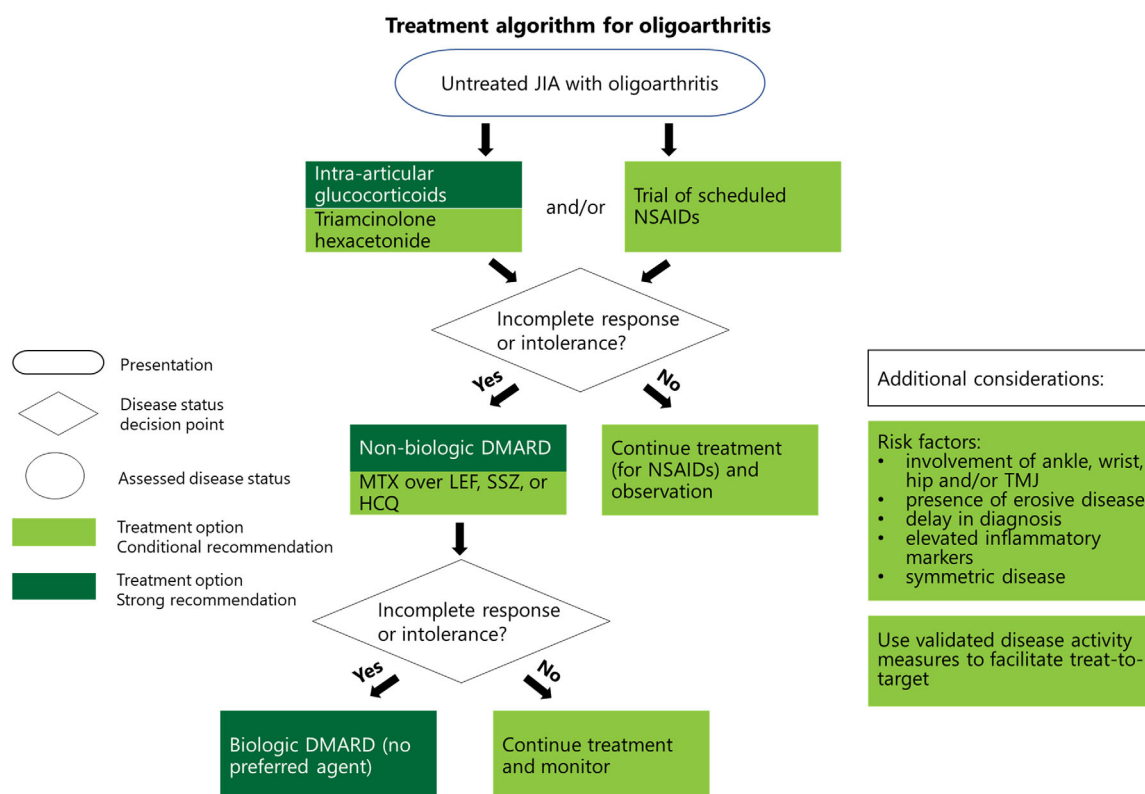 Treatment algorithm for oligoarthritis
Untreated JIA with oligoarthritis
Intra-articular
glucocorticoids
Triamcinolone
hexacetonide
and/or
Trial of scheduled
NSAIDs
Incomplete response
or intolerance?
Yes
No
Non-biologic DMARD
MTX over LEF, SSZ, or
HCQ
Continue treatment
(for NSAIDs) and
observation
Incomplete response
or intolerance?
Yes
No
Biologic DMARD (no
preferred agent)
Continue treatment
and monitor
Presentation
Disease status
decision point
Assessed disease status
Treatment option
Conditional recommendation
Treatment option
Strong recommendation
Additional considerations:
Risk factors:
• involvement of ankle, wrist,
hip and/or TMJ
• presence of erosive disease
• delay in diagnosis
• elevated inflammatory
markers
• symmetric disease
Use validated disease activity
measures to facilitate treat-to-
target